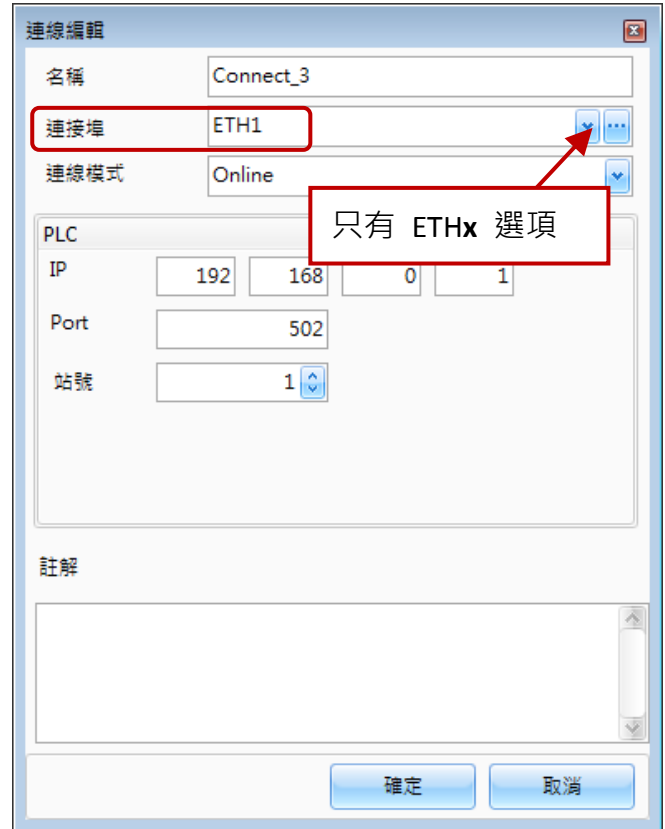 連線編輯
名稱 Connect_3
連接埠 ETH1
連線模式 Online
只有 ETHx 選項
PLC
IP 192 168 0 1
Port 502
站號 1
註解
確定 取消